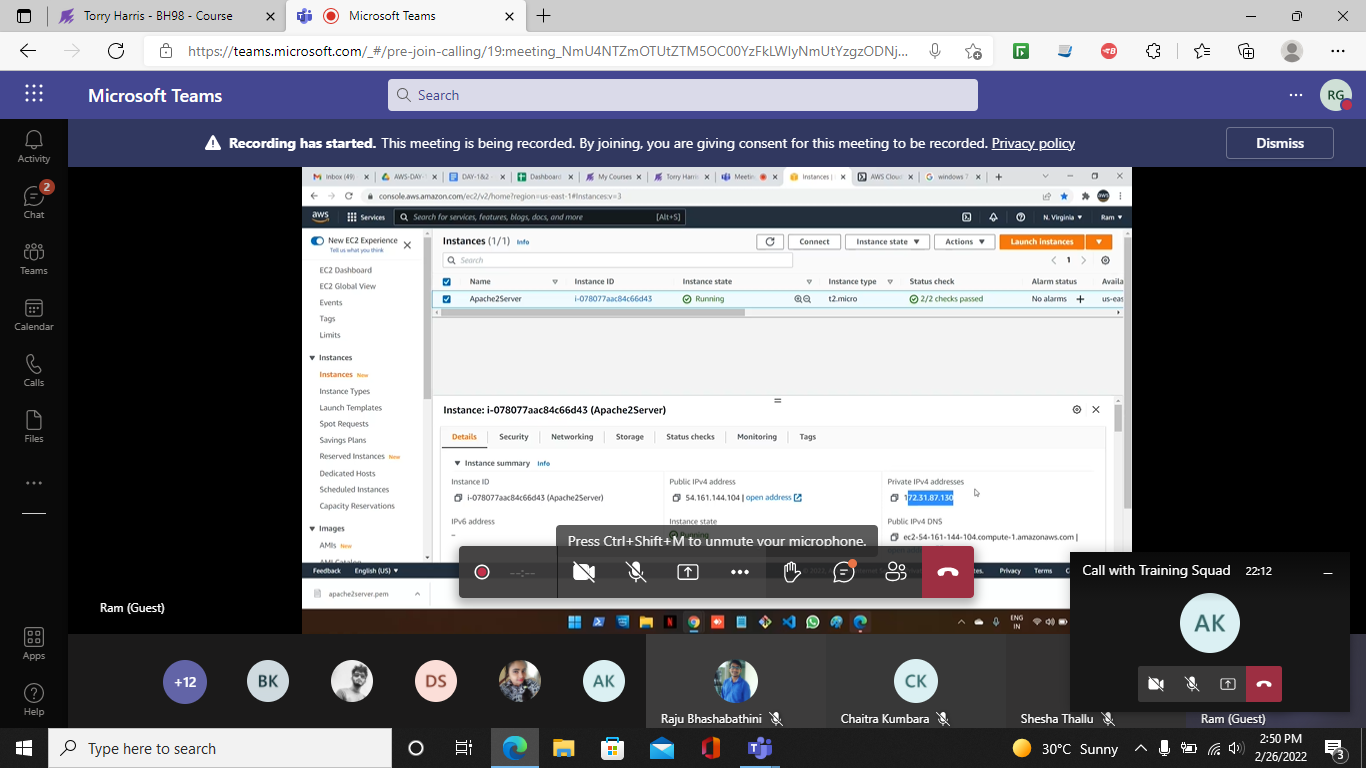 Torry Harris - BH98 - Course
Microsoft Teams
https://teams.microsoft.com/_#/pre-join-calling/19:meeting_NmU4NTZmOTUtZTM5OC00YzFkLWIyNmUtYzgzODNj...
Microsoft Teams
Search
RG
Recording has started. This meeting is being recorded. By joining, you are giving consent for this meeting to be recorded. Privacy policy
Dismiss
Activity
2
Chat
Teams
Calendar
Calls
Files
Apps
Help
Inbox (49)
AWS-DAY-
DAY-1&2 -
Dashboard
My Courses
Torry Harris
Meetin
Instances |
AWS Cloud
windows 7
console.aws.amazon.com/ec2/v2/home?region=us-east-1#Instances:v=3
aws
Services
Search for services, features, blogs, docs, and more
[Alt+S]
N. Virginia
Ram
New EC2 Experience
Tell us what you think
EC2 Dashboard
EC2 Global View
Events
Tags
Limits
Instances
Instances New
Instance Types
Launch Templates
Spot Requests
Savings Plans
Reserved Instances New
Dedicated Hosts
Scheduled Instances
Capacity Reservations
Images
AMIs New
AMI Catalog
Instances (1/1) Info
Connect
Instance state
Actions
Launch instances
Search
1
Name
Instance ID
Instance state
Instance type
Status check
Alarm status
Availa
Apache2Server
i-078077aac84c66d43
Running
t2.micro
2/2 checks passed
No alarms
us-eas
Instance: i-078077aac84c66d43 (Apache2Server)
Details
Security
Networking
Storage
Status checks
Monitoring
Tags
Instance summary Info
Instance ID
Public IPv4 address
Private IPv4 addresses
i-078077aac84c66d43 (Apache2Server)
54.161.144.104 | open address
172.31.87.130
IPv6 address
Instance state
Public IPv4 DNS
–
Running
ec2-54-161-144-104.compute-1.amazonaws.com |
Press Ctrl+Shift+M to unmute your microphone.
--:--
Feedback
English (US)
Privacy
Terms
apache2server.pem
ENG
IN
Ram (Guest)
Call with Training Squad
22:12
AK
+12
BK
DS
AK
CK
Raju Bhashabathini
Chaitra Kumbara
Shesha Thallu
Ram (Guest)
Type here to search
30°C Sunny
2:50 PM
2/26/2022
3